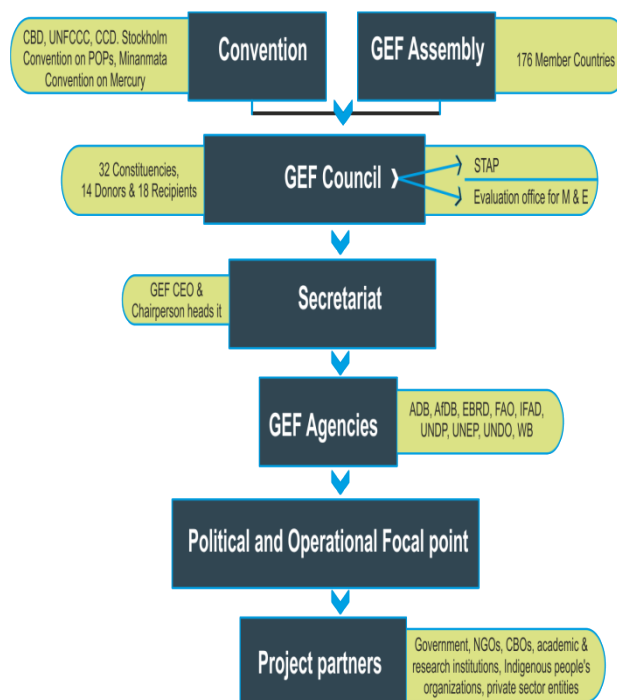 CBD, UNFCCC, CCD. Stockholm
Convention on POPs, Minanmata
Convention on Mercury
Convention
GEF Assembly
176 Member Countries
32 Constituencies,
14 Donors & 18 Recipients
GEF Council
STAP
Evaluation office for M & E
GEF CEO &
Chairperson heads it
Secretariat
GEF Agencies
ADB, AfDB, EBRD, FAO, IFAD,
UNDP, UNEP, UNDO, WB
Political and Operational Focal point
Project partners
Government, NGOs, CBOs, academic &
research institutions, Indigenous people's
organizations, private sector entities